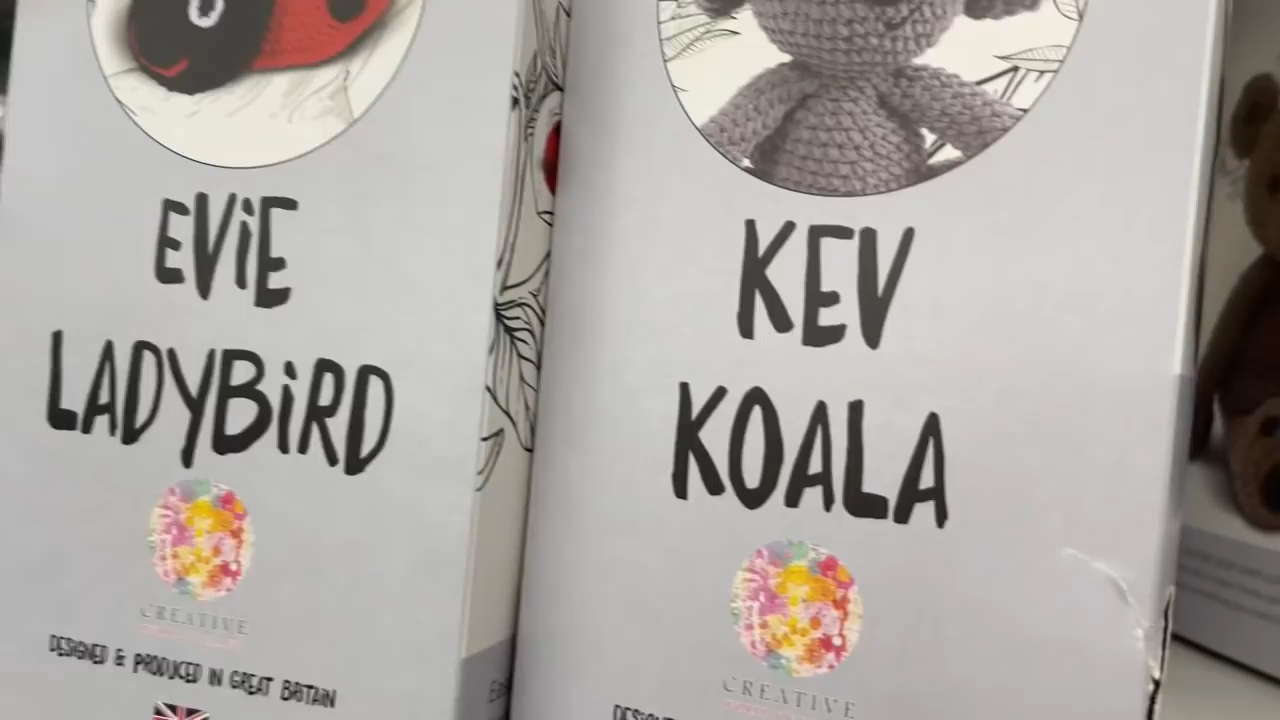 EViE
LADYBiRD
CREATIVE
DESIGNED & PRODUCED IN GREAT BRITAIN
KEV
KOALA
CREATIVE